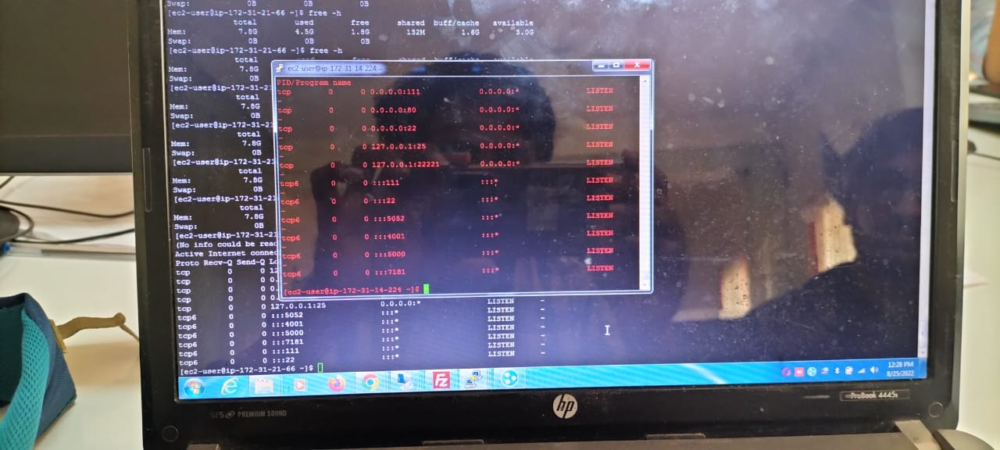 Swap: 0B 0B 0B
[ec2-user@ip-172-31-21-66 ~]$ free -h
total used free shared buff/cache available
Mem: 7.8G 4.5G 1.8G 132M 1.6G 3.0G
Swap: 0B 0B 0B
[ec2-user@ip-172-31-21-66 ~]$ free -h
total free shared buff/cache available
Mem: 7.8G
Swap: 0B
[ec2-user@ip-172-31-21
total
Mem: 7.8G
Swap: 0B
[ec2-user@ip-172-31-21
total
Mem: 7.8G
Swap: 0B
[ec2-user@ip-172-31-21
total
Mem: 7.8G
Swap: 0B
[ec2-user@ip-172-31-21
total
Mem: 7.8G
Swap: 0B
[ec2-user@ip-172-31-21
(No info could be read
Active Internet connec
Proto Recv-Q Send-Q Lo
tcp 0 0 12
tcp 0 0 0.
tcp 0 0 0.
tcp 0 0 0.
tcp 0 0 127.0.0.1:25 0.0.0.0:* LISTEN -
tcp6 0 0 :::5052 :::* LISTEN -
tcp6 0 0 :::4001 :::* LISTEN -
tcp6 0 0 :::5000 :::* LISTEN -
tcp6 0 0 :::7181 :::* LISTEN -
tcp6 0 0 :::111 :::* LISTEN -
tcp6 0 0 :::22 :::* LISTEN -
[ec2-user@ip-172-31-21-66 ~]$
ec2-user@ip-172-31-14-224:~
PID/Program name
tcp 0 0 0.0.0.0:111 0.0.0.0:* LISTEN
-
tcp 0 0 0.0.0.0:80 0.0.0.0:* LISTEN
-
tcp 0 0 0.0.0.0:22 0.0.0.0:* LISTEN
-
tcp 0 0 127.0.0.1:25 0.0.0.0:* LISTEN
-
tcp 0 0 127.0.0.1:22221 0.0.0.0:* LISTEN
-
tcp6 0 0 :::111 :::* LISTEN
-
tcp6 0 0 :::22 :::* LISTEN
-
tcp6 0 0 :::5052 :::* LISTEN
-
tcp6 0 0 :::4001 :::* LISTEN
-
tcp6 0 0 :::5000 :::* LISTEN
-
tcp6 0 0 :::7181 :::* LISTEN
-
[ec2-user@ip-172-31-14-224 ~]$
Fz
12:28 PM
8/25/2022
SRS PREMIUM SOUND
hp
ProBook 4445s